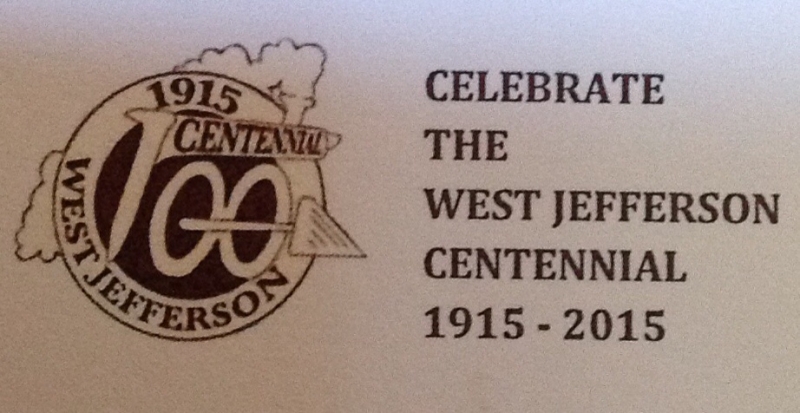 1915
CENTENNIAL
100
WEST JEFFERSON
CELEBRATE
THE
WEST JEFFERSON
CENTENNIAL
1915 - 2015